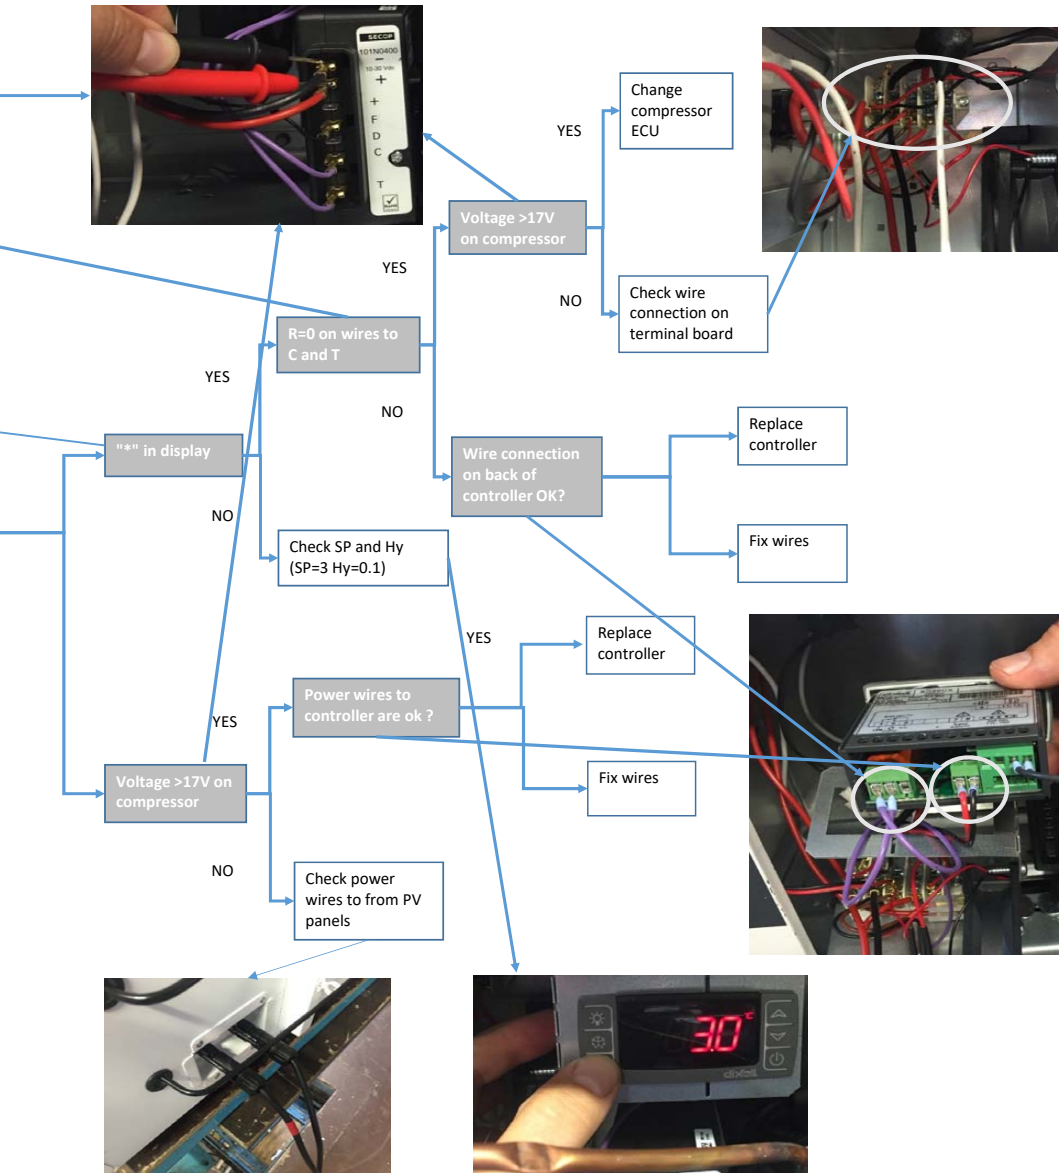 SECOP
101N0400
−
10-30 Vdc
+
+
F
D
C
T
YES
Change
compressor
ECU
Voltage >17V
on compressor
YES
NO
Check wire
connection on
terminal board
R=0 on wires to
C and T
YES
NO
Replace
controller
"*" in display
Wire connection
on back of
controller OK?
NO
Fix wires
Check SP and Hy
(SP=3 Hy=0.1)
YES
Replace
controller
Power wires to
controller are ok ?
YES
Voltage >17V on
compressor
Fix wires
NO
Check power
wires to from PV
panels
3.0
°C
dixell